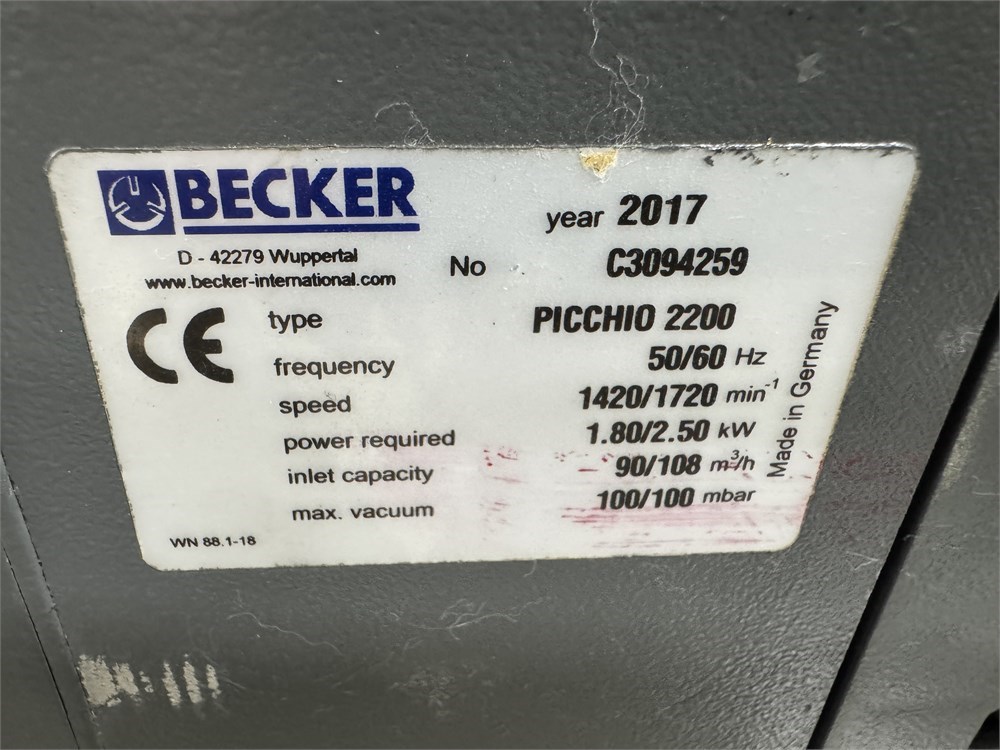 BECKER
D - 42279 Wuppertal
www.becker-international.com
year 2017
No C3094259
CE
type PICCHIO 2200
frequency 50/60 Hz
speed 1420/1720 min⁻¹
power required 1.80/2.50 kW
inlet capacity 90/108 m³/h
max. vacuum 100/100 mbar
WN 88.1-18
Made in Germany